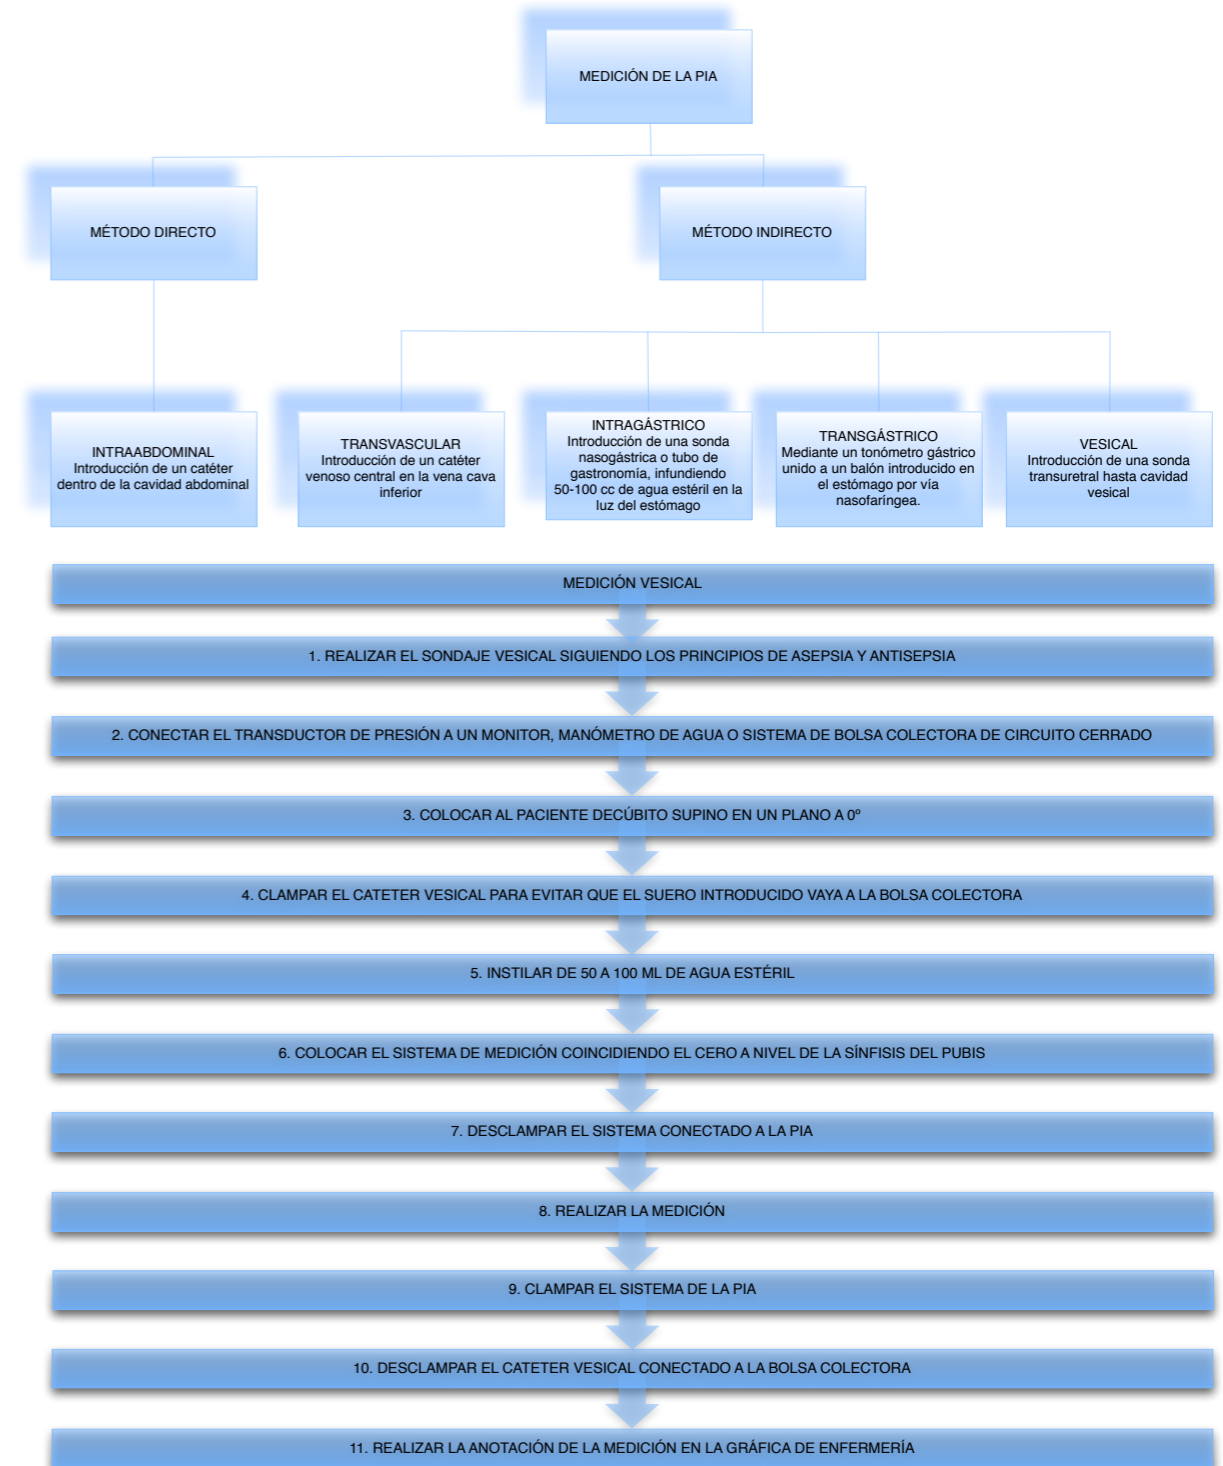 MEDICIÓN DE LA PIA
MÉTODO DIRECTO
MÉTODO INDIRECTO
INTRAABDOMINAL
Introducción de un catéter
dentro de la cavidad abdominal
TRANSVASCULAR
Introducción de un catéter
venoso central en la vena cava
inferior
INTRAGÁSTRICO
Introducción de una sonda
nasogástrica o tubo de
gastronomía, infundiendo
50-100 cc de agua estéril en la
luz del estómago
TRANSGÁSTRICO
Mediante un tonómetro gástrico
unido a un balón introducido en
el estómago por vía
nasofaríngea.
VESICAL
Introducción de una sonda
transuretral hasta cavidad
vesical
MEDICIÓN VESICAL
1. REALIZAR EL SONDAJE VESICAL SIGUIENDO LOS PRINCIPIOS DE ASEPSIA Y ANTISEPSIA
2. CONECTAR EL TRANSDUCTOR DE PRESIÓN A UN MONITOR, MANÓMETRO DE AGUA O SISTEMA DE BOLSA COLECTORA DE CIRCUITO CERRADO
3. COLOCAR AL PACIENTE DECÚBITO SUPINO EN UN PLANO A 0º
4. CLAMPAR EL CATETER VESICAL PARA EVITAR QUE EL SUERO INTRODUCIDO VAYA A LA BOLSA COLECTORA
5. INSTILAR DE 50 A 100 ML DE AGUA ESTÉRIL
6. COLOCAR EL SISTEMA DE MEDICIÓN COINCIDIENDO EL CERO A NIVEL DE LA SÍNFISIS DEL PUBIS
7. DESCLAMPAR EL SISTEMA CONECTADO A LA PIA
8. REALIZAR LA MEDICIÓN
9. CLAMPAR EL SISTEMA DE LA PIA
10. DESCLAMPAR EL CATETER VESICAL CONECTADO A LA BOLSA COLECTORA
11. REALIZAR LA ANOTACIÓN DE LA MEDICIÓN EN LA GRÁFICA DE ENFERMERÍA